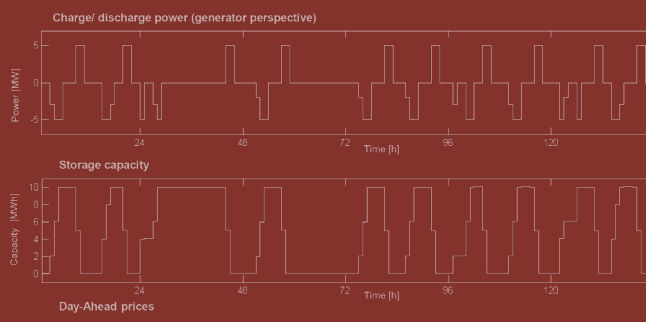 Charge/ discharge power (generator perspective)
5
0
-5
Power [MW]
24 48 72 96 120
Time [h]
Storage capacity
10
8
6
4
2
0
Capacity [MWh]
24 48 72 96 120
Time [h]
Day-Ahead prices